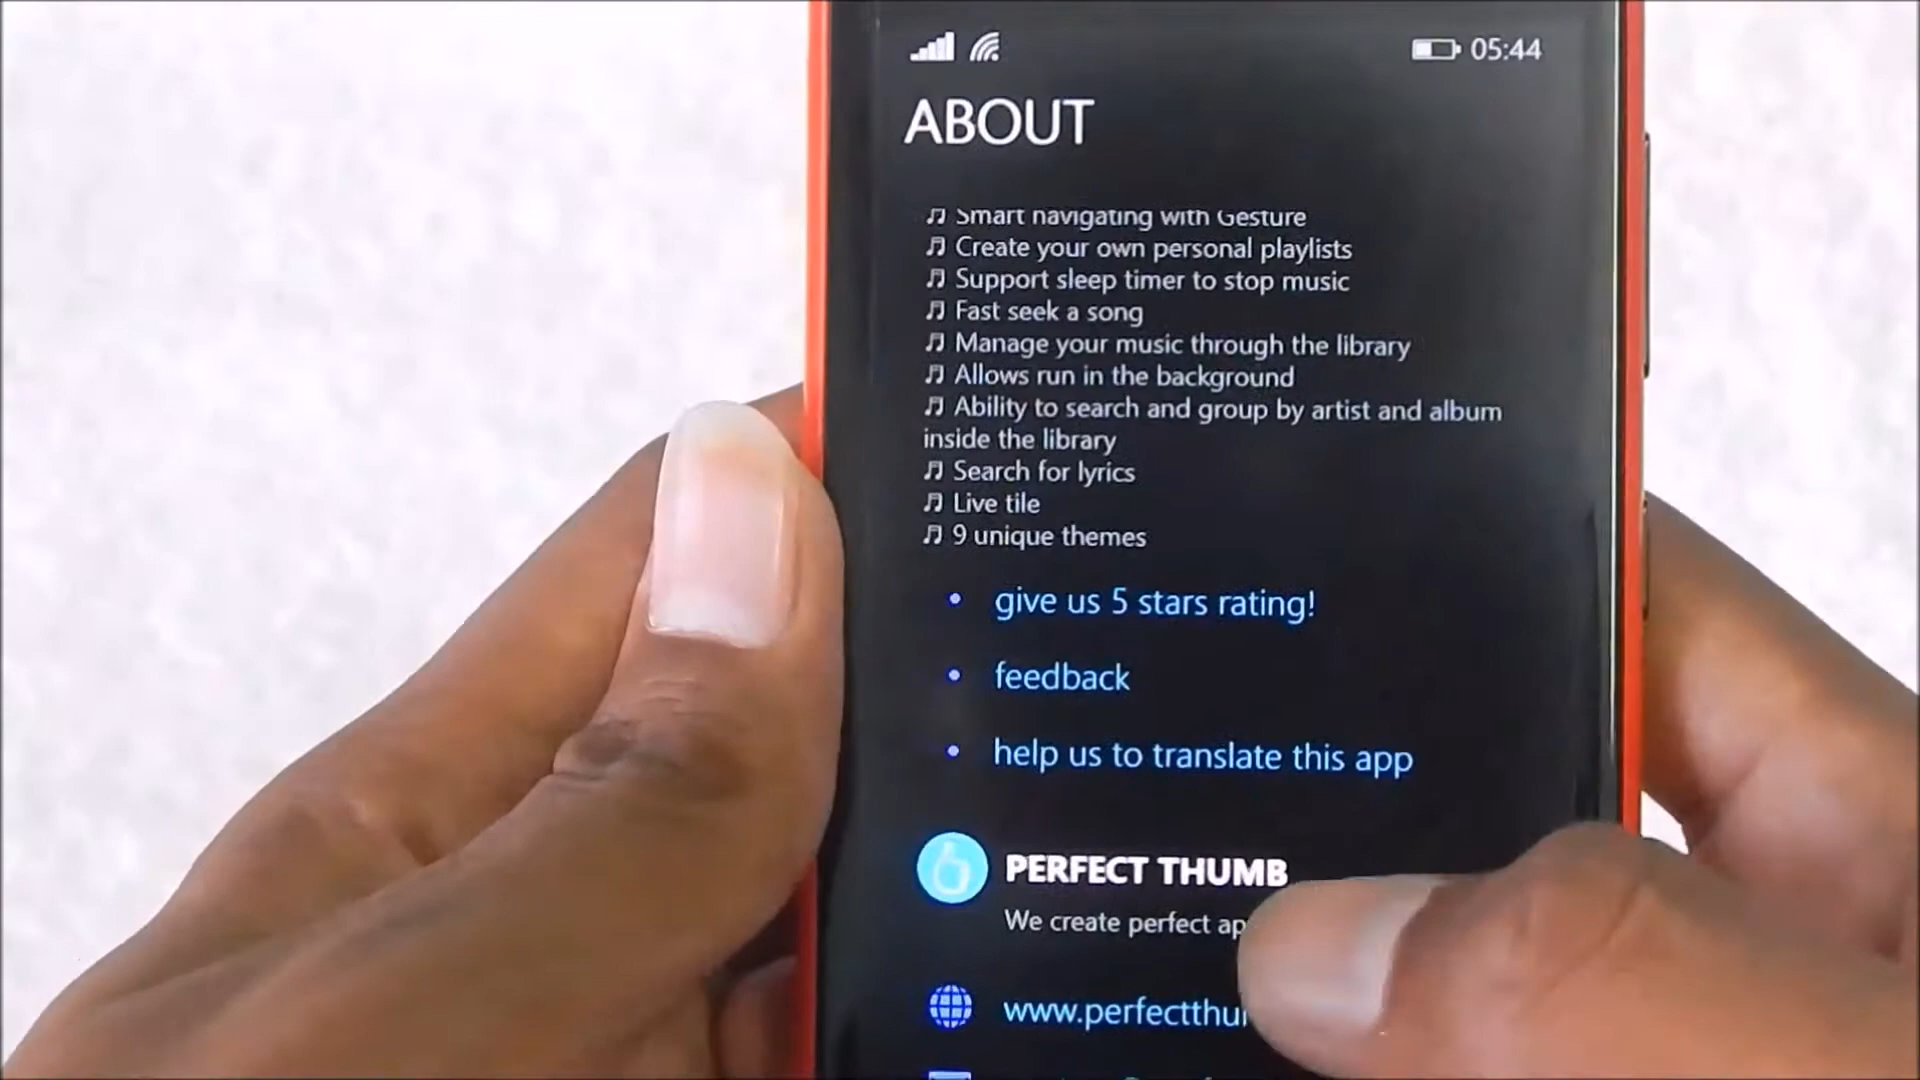 05:44
ABOUT
♫ Smart navigating with Gesture
♫ Create your own personal playlists
♫ Support sleep timer to stop music
♫ Fast seek a song
♫ Manage your music through the library
♫ Allows run in the background
♫ Ability to search and group by artist and album
inside the library
♫ Search for lyrics
♫ Live tile
♫ 9 unique themes
• give us 5 stars rating!
• feedback
• help us to translate this app
PERFECT THUMB
We create perfect